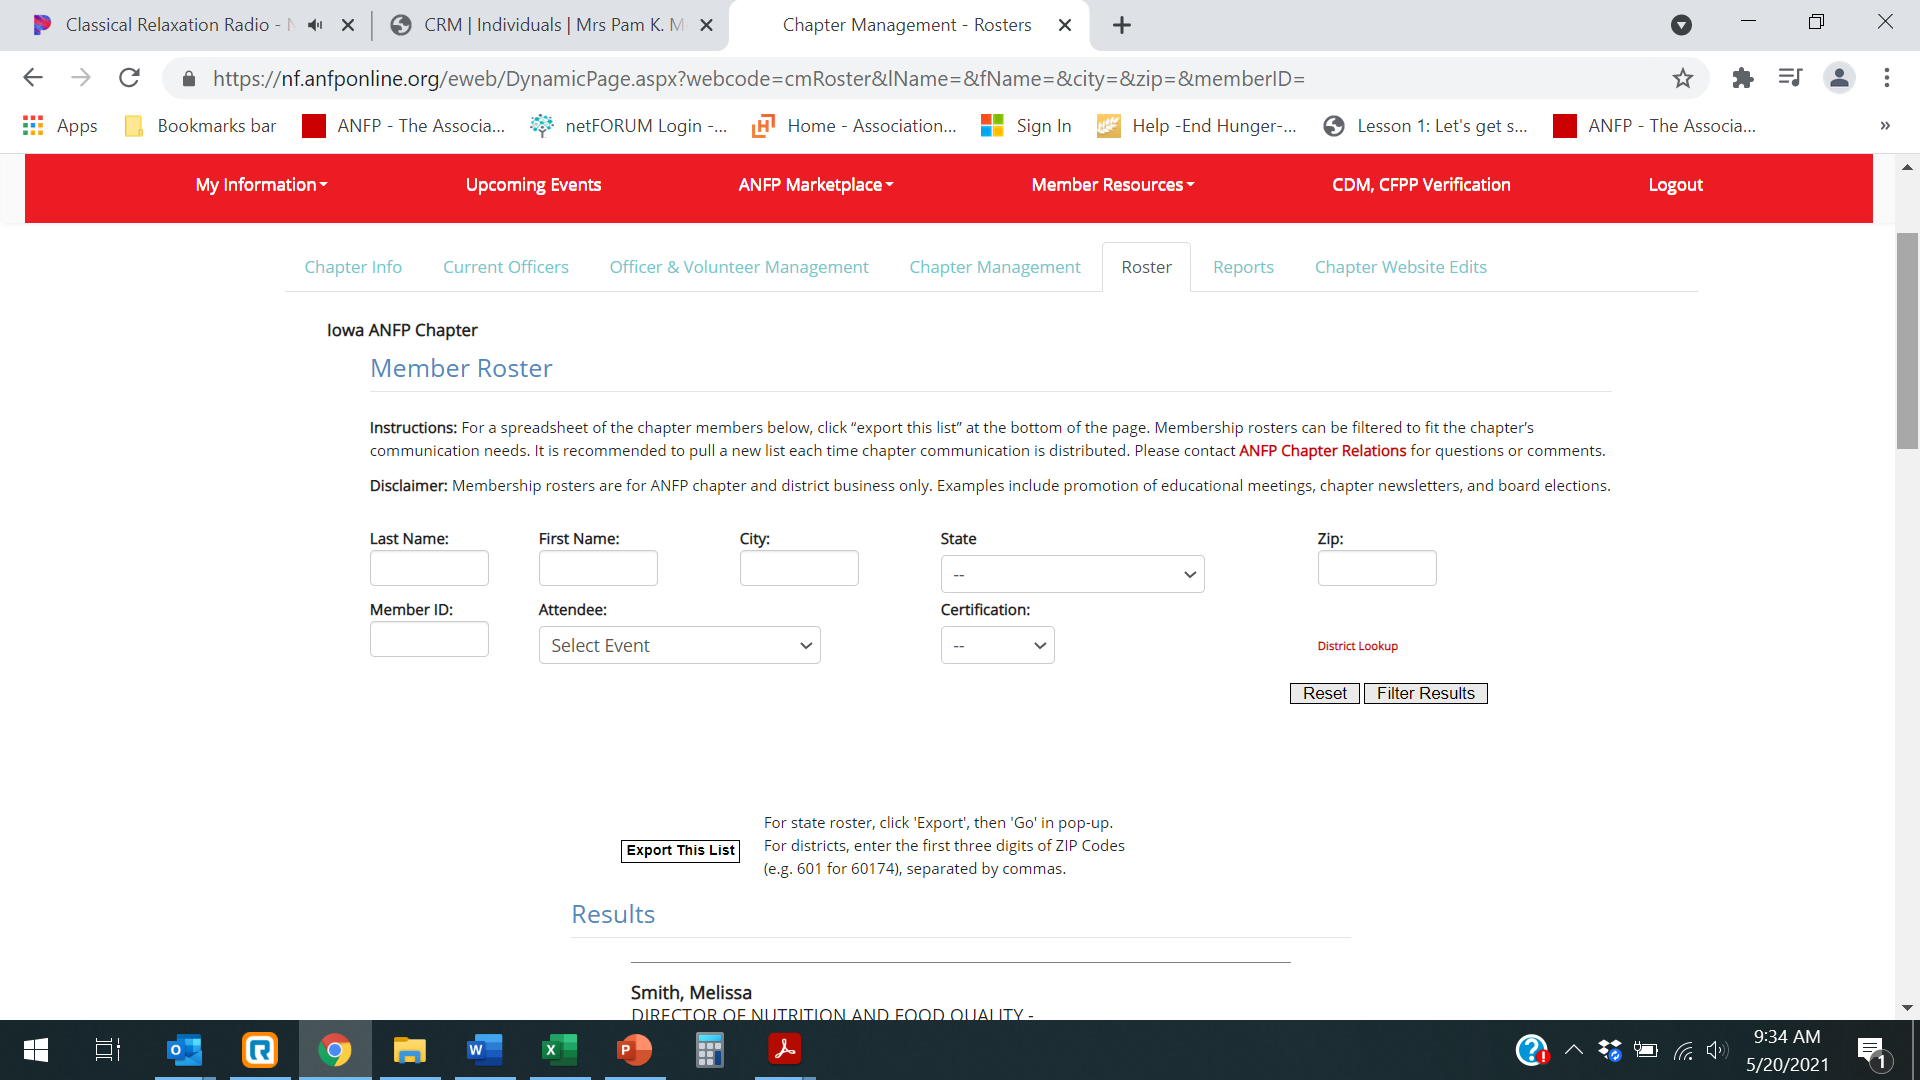 Classical Relaxation Radio -
CRM | Individuals | Mrs Pam K.
Chapter Management - Rosters
https://nf.anfponline.org/eweb/DynamicPage.aspx?webcode=cmRoster&lName=&fName=&city=&zip=&memberID=
Apps
Bookmarks bar
ANFP - The Associa...
netFORUM Login -...
Home - Association...
Sign In
Help -End Hunger-...
Lesson 1: Let's get s...
ANFP - The Associa...
»
My Information
Upcoming Events
ANFP Marketplace
Member Resources
CDM, CFPP Verification
Logout
Chapter Info
Current Officers
Officer & Volunteer Management
Chapter Management
Roster
Reports
Chapter Website Edits
Iowa ANFP Chapter
Member Roster
Instructions: For a spreadsheet of the chapter members below, click “export this list” at the bottom of the page. Membership rosters can be filtered to fit the chapter’s
communication needs. It is recommended to pull a new list each time chapter communication is distributed. Please contact ANFP Chapter Relations for questions or comments.
Disclaimer: Membership rosters are for ANFP chapter and district business only. Examples include promotion of educational meetings, chapter newsletters, and board elections.
Last Name:
First Name:
City:
State
Zip:
--
Member ID:
Attendee:
Certification:
Select Event
--
District Lookup
Reset
Filter Results
For state roster, click 'Export', then 'Go' in pop-up.
Export This List
For districts, enter the first three digits of ZIP Codes
(e.g. 601 for 60174), separated by commas.
Results
Smith, Melissa
DIRECTOR OF NUTRITION AND FOOD QUALITY -
9:34 AM
5/20/2021
1